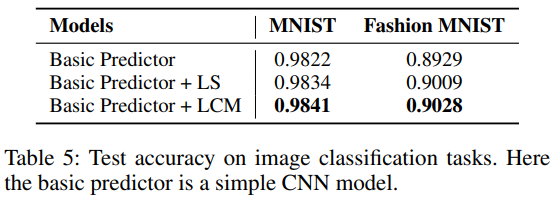 Models MNIST Fashion MNIST
Basic Predictor 0.9822 0.8929
Basic Predictor + LS 0.9834 0.9009
Basic Predictor + LCM 0.9841 0.9028
Table 5: Test accuracy on image classification tasks. Here
the basic predictor is a simple CNN model.